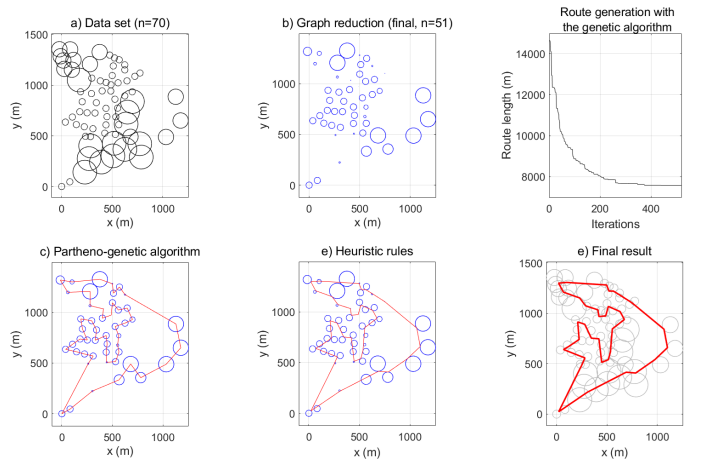 a) Data set (n=70)
1500
1000
500
0
y (m)
0
500
1000
x (m)
b) Graph reduction (final, n=51)
1500
1000
500
0
y (m)
0
500
1000
x (m)
Route generation with
the genetic algorithm
14000
12000
10000
8000
Route length (m)
0
200
400
Iterations
c) Partheno-genetic algorithm
1000
500
0
y (m)
0
500
1000
x (m)
e) Heuristic rules
1000
500
0
y (m)
0
500
1000
x (m)
e) Final result
1500
1000
500
0
y (m)
0
500
1000
x (m)